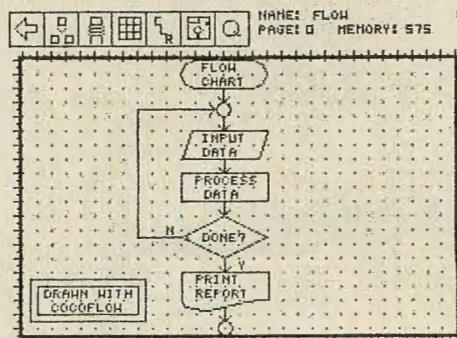 NAME: FLOW
PAGE: 0 MEMORY: 575
R
FLOW
CHART
INPUT
DATA
PROCESS
DATA
N
DONE?
Y
PRINT
REPORT
DRAWN WITH
COCOFLOW